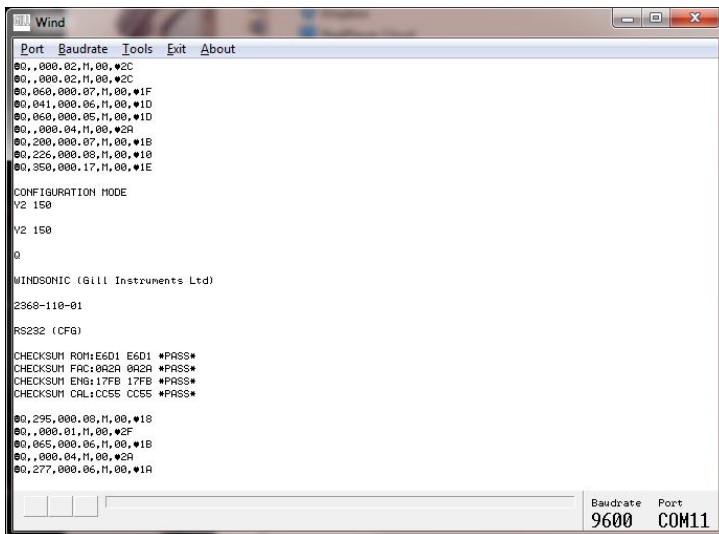 Wind
Port Baudrate Tools Exit About
☻Q,,000.02,M,00,♥2C
☻Q,,000.02,M,00,♥2C
☻Q,060,000.07,M,00,♥1F
☻Q,041,000.06,M,00,♥1D
☻Q,060,000.05,M,00,♥1D
☻Q,,000.04,M,00,♥2A
☻Q,200,000.07,M,00,♥1B
☻Q,226,000.08,M,00,♥10
☻Q,350,000.17,M,00,♥1E
CONFIGURATION MODE
Y2 150
Y2 150
Q
WINDSONIC (Gill Instruments Ltd)
2368-110-01
RS232 (CFG)
CHECKSUM ROM:E6D1 E6D1 *PASS*
CHECKSUM FAC:0A2A 0A2A *PASS*
CHECKSUM ENG:17FB 17FB *PASS*
CHECKSUM CAL:CC55 CC55 *PASS*
☻Q,295,000.08,M,00,♥18
☻Q,,000.01,M,00,♥2F
☻Q,065,000.06,M,00,♥1B
☻Q,,000.04,M,00,♥2A
☻Q,277,000.06,M,00,♥1A
Baudrate Port
9600 COM11